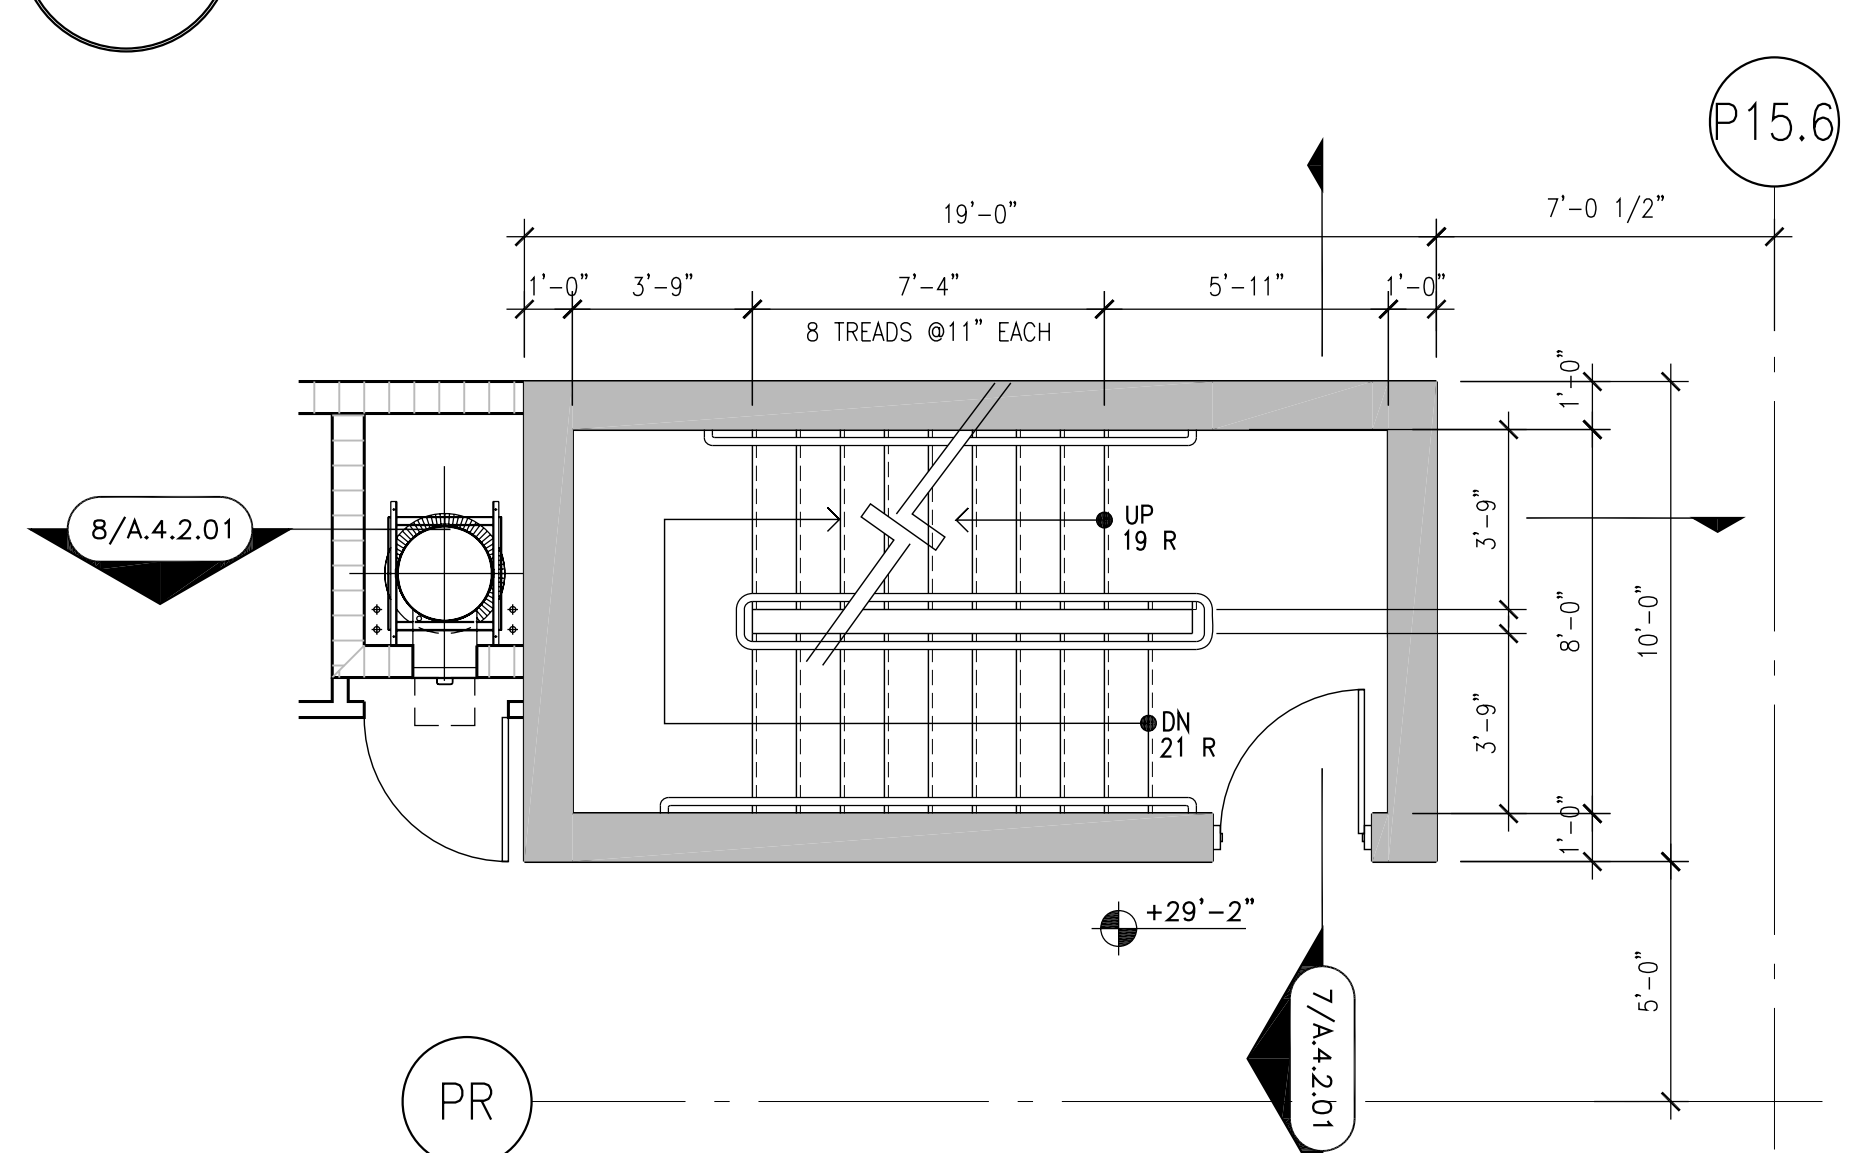 P15.6
19'-0"
7'-0 1/2"
1'-0"
3'-9"
7'-4"
5'-11"
1'-0"
8 TREADS @11" EACH
1'-0"
8/A.4.2.01
UP
19 R
3'-9"
8'-0"
10'-0"
DN
21 R
3'-9"
1'-0"
+29'-2"
5'-0"
7/A.4.2.01
PR